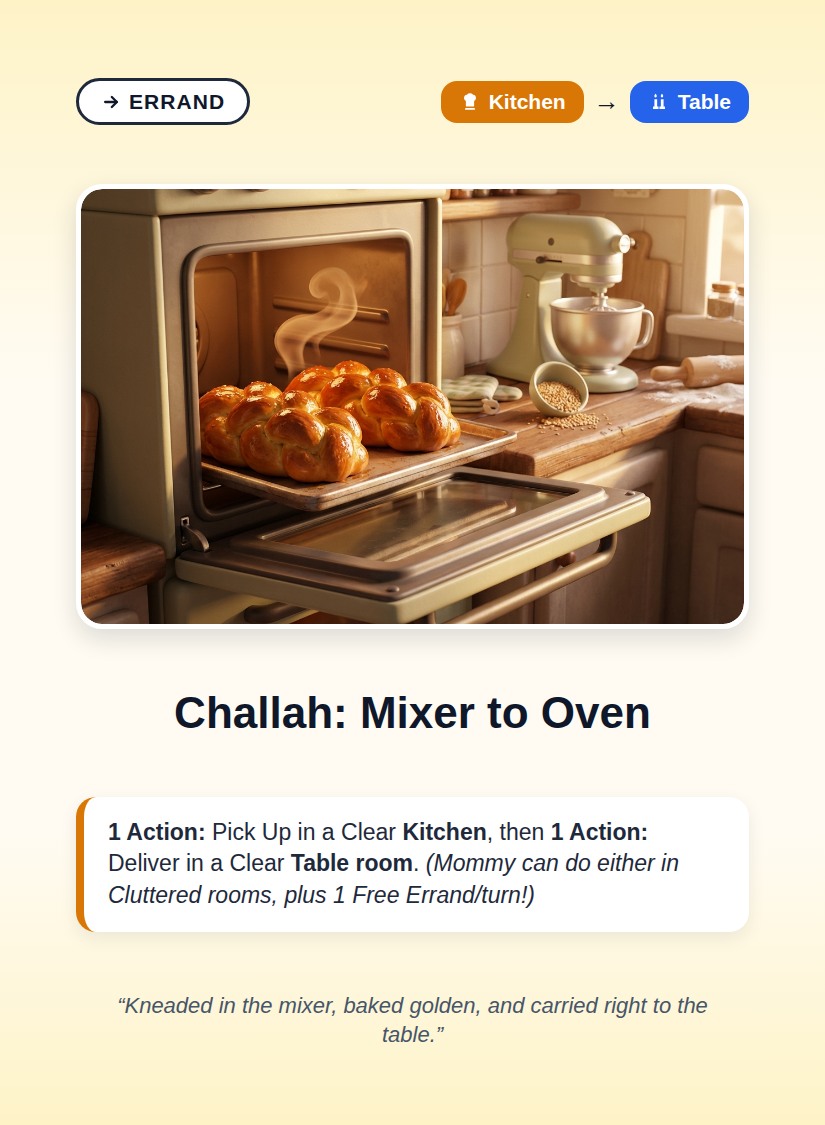 → ERRAND
Kitchen → Table
Challah: Mixer to Oven
1 Action: Pick Up in a Clear Kitchen, then 1 Action:
Deliver in a Clear Table room. (Mommy can do either in
Cluttered rooms, plus 1 Free Errand/turn!)
“Kneaded in the mixer, baked golden, and carried right to the
table.”